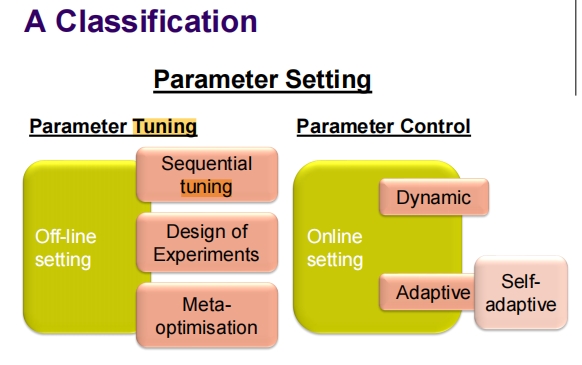 A Classification
Parameter Setting
Parameter Tuning
Off-line
setting
Sequential
tuning
Design of
Experiments
Meta-
optimisation
Parameter Control
Online
setting
Dynamic
Adaptive
Self-
adaptive